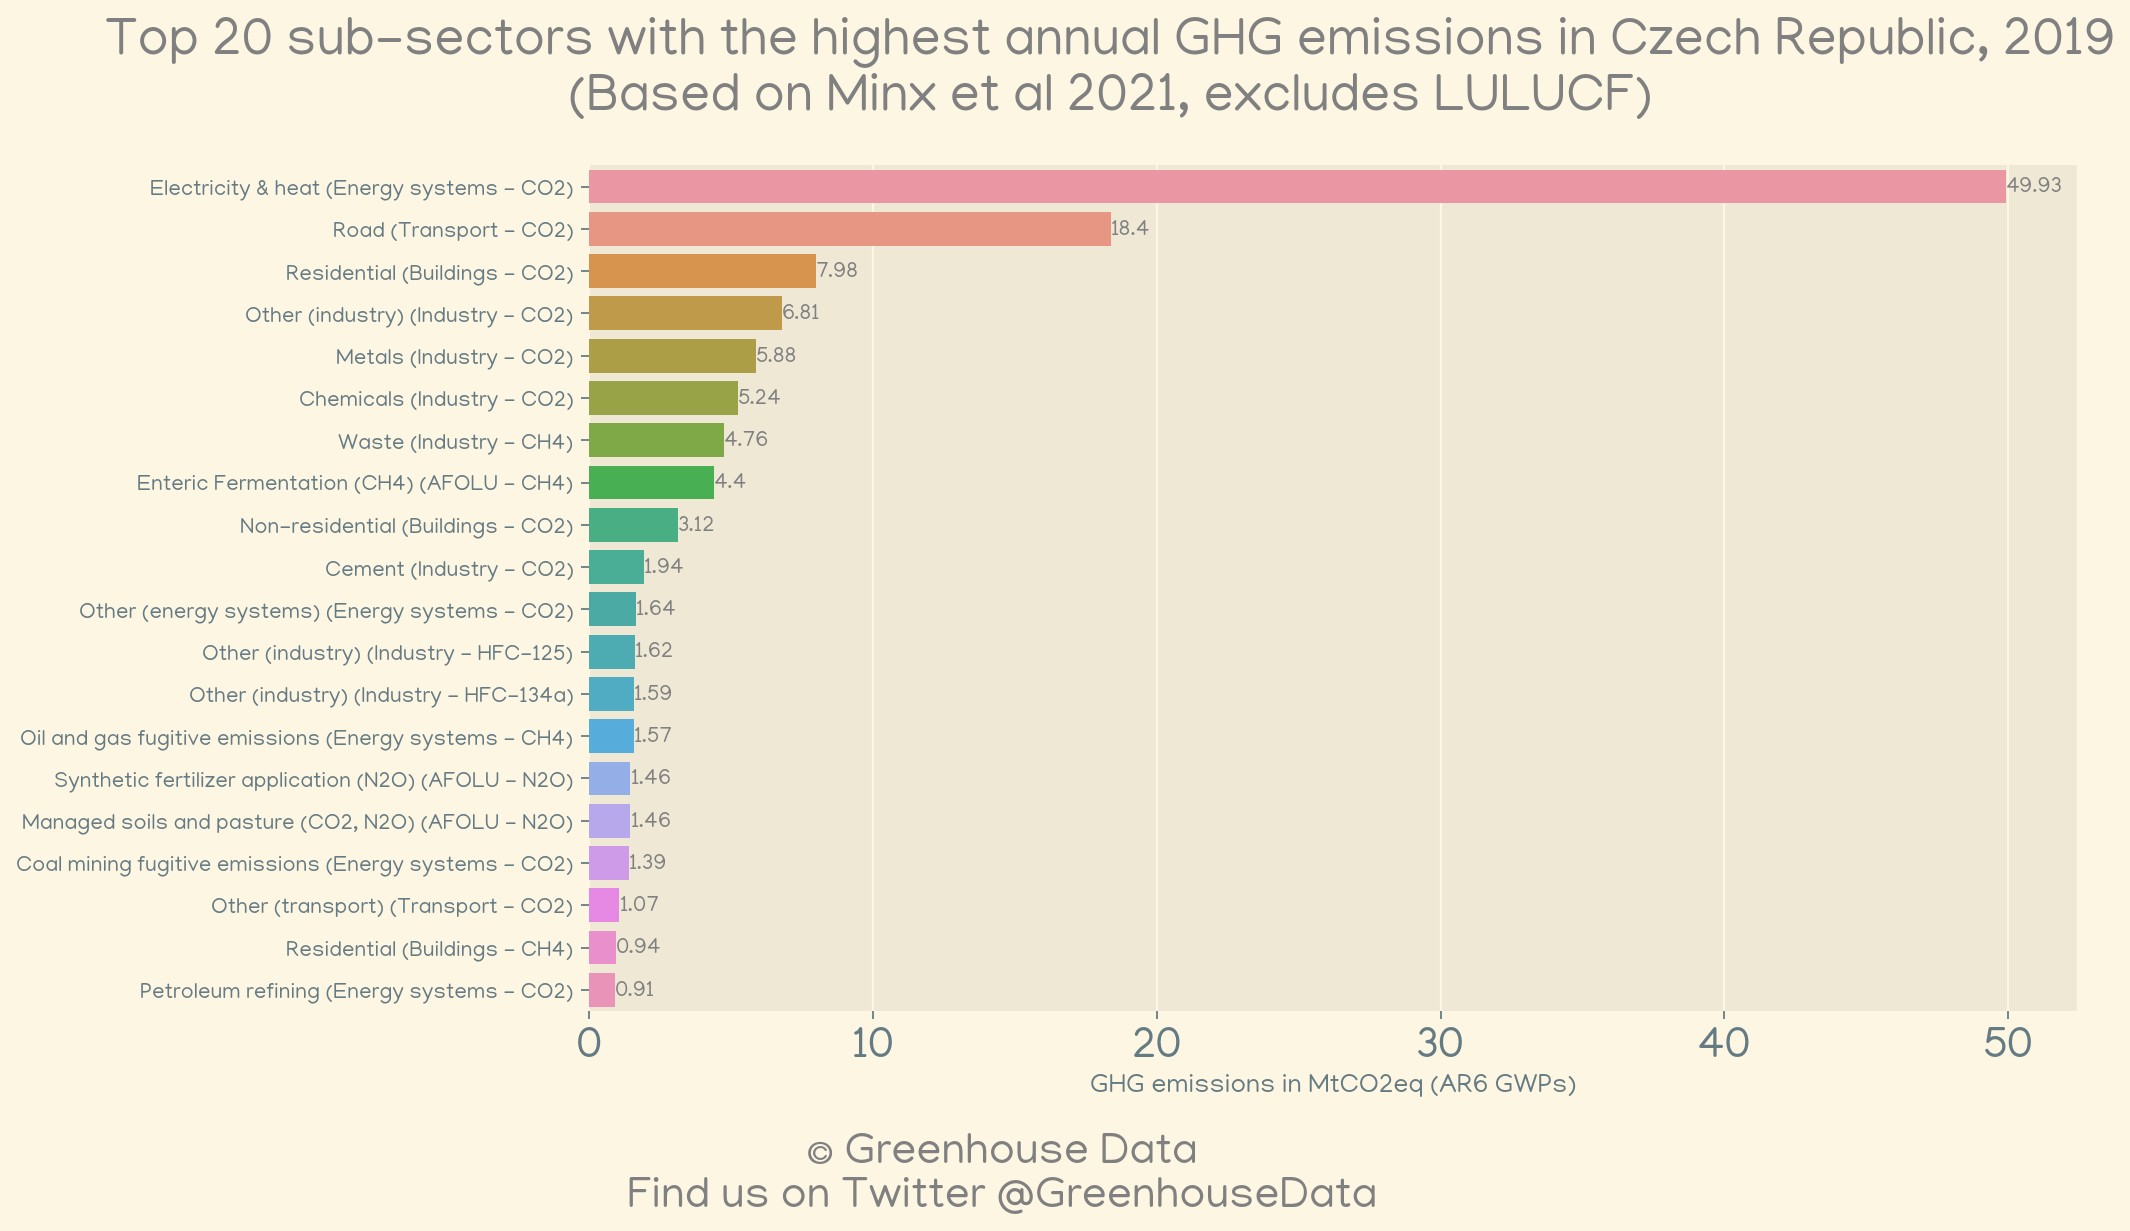 Top 20 sub-sectors with the highest annual GHG emissions in Czech Republic, 2019
(Based on Minx et al 2021, excludes LULUCF)
Electricity & heat (Energy systems - CO2) 49.93
Road (Transport - CO2) 18.4
Residential (Buildings - CO2) 7.98
Other (industry) (Industry - CO2) 6.81
Metals (Industry - CO2) 5.88
Chemicals (Industry - CO2) 5.24
Waste (Industry - CH4) 4.76
Enteric Fermentation (CH4) (AFOLU - CH4) 4.4
Non-residential (Buildings - CO2) 3.12
Cement (Industry - CO2) 1.94
Other (energy systems) (Energy systems - CO2) 1.64
Other (industry) (Industry - HFC-125) 1.62
Other (industry) (Industry - HFC-134a) 1.59
Oil and gas fugitive emissions (Energy systems - CH4) 1.57
Synthetic fertilizer application (N2O) (AFOLU - N2O) 1.46
Managed soils and pasture (CO2, N2O) (AFOLU - N2O) 1.46
Coal mining fugitive emissions (Energy systems - CO2) 1.39
Other (transport) (Transport - CO2) 1.07
Residential (Buildings - CH4) 0.94
Petroleum refining (Energy systems - CO2) 0.91
0 10 20 30 40 50
GHG emissions in MtCO2eq (AR6 GWPs)
© Greenhouse Data
Find us on Twitter @GreenhouseData